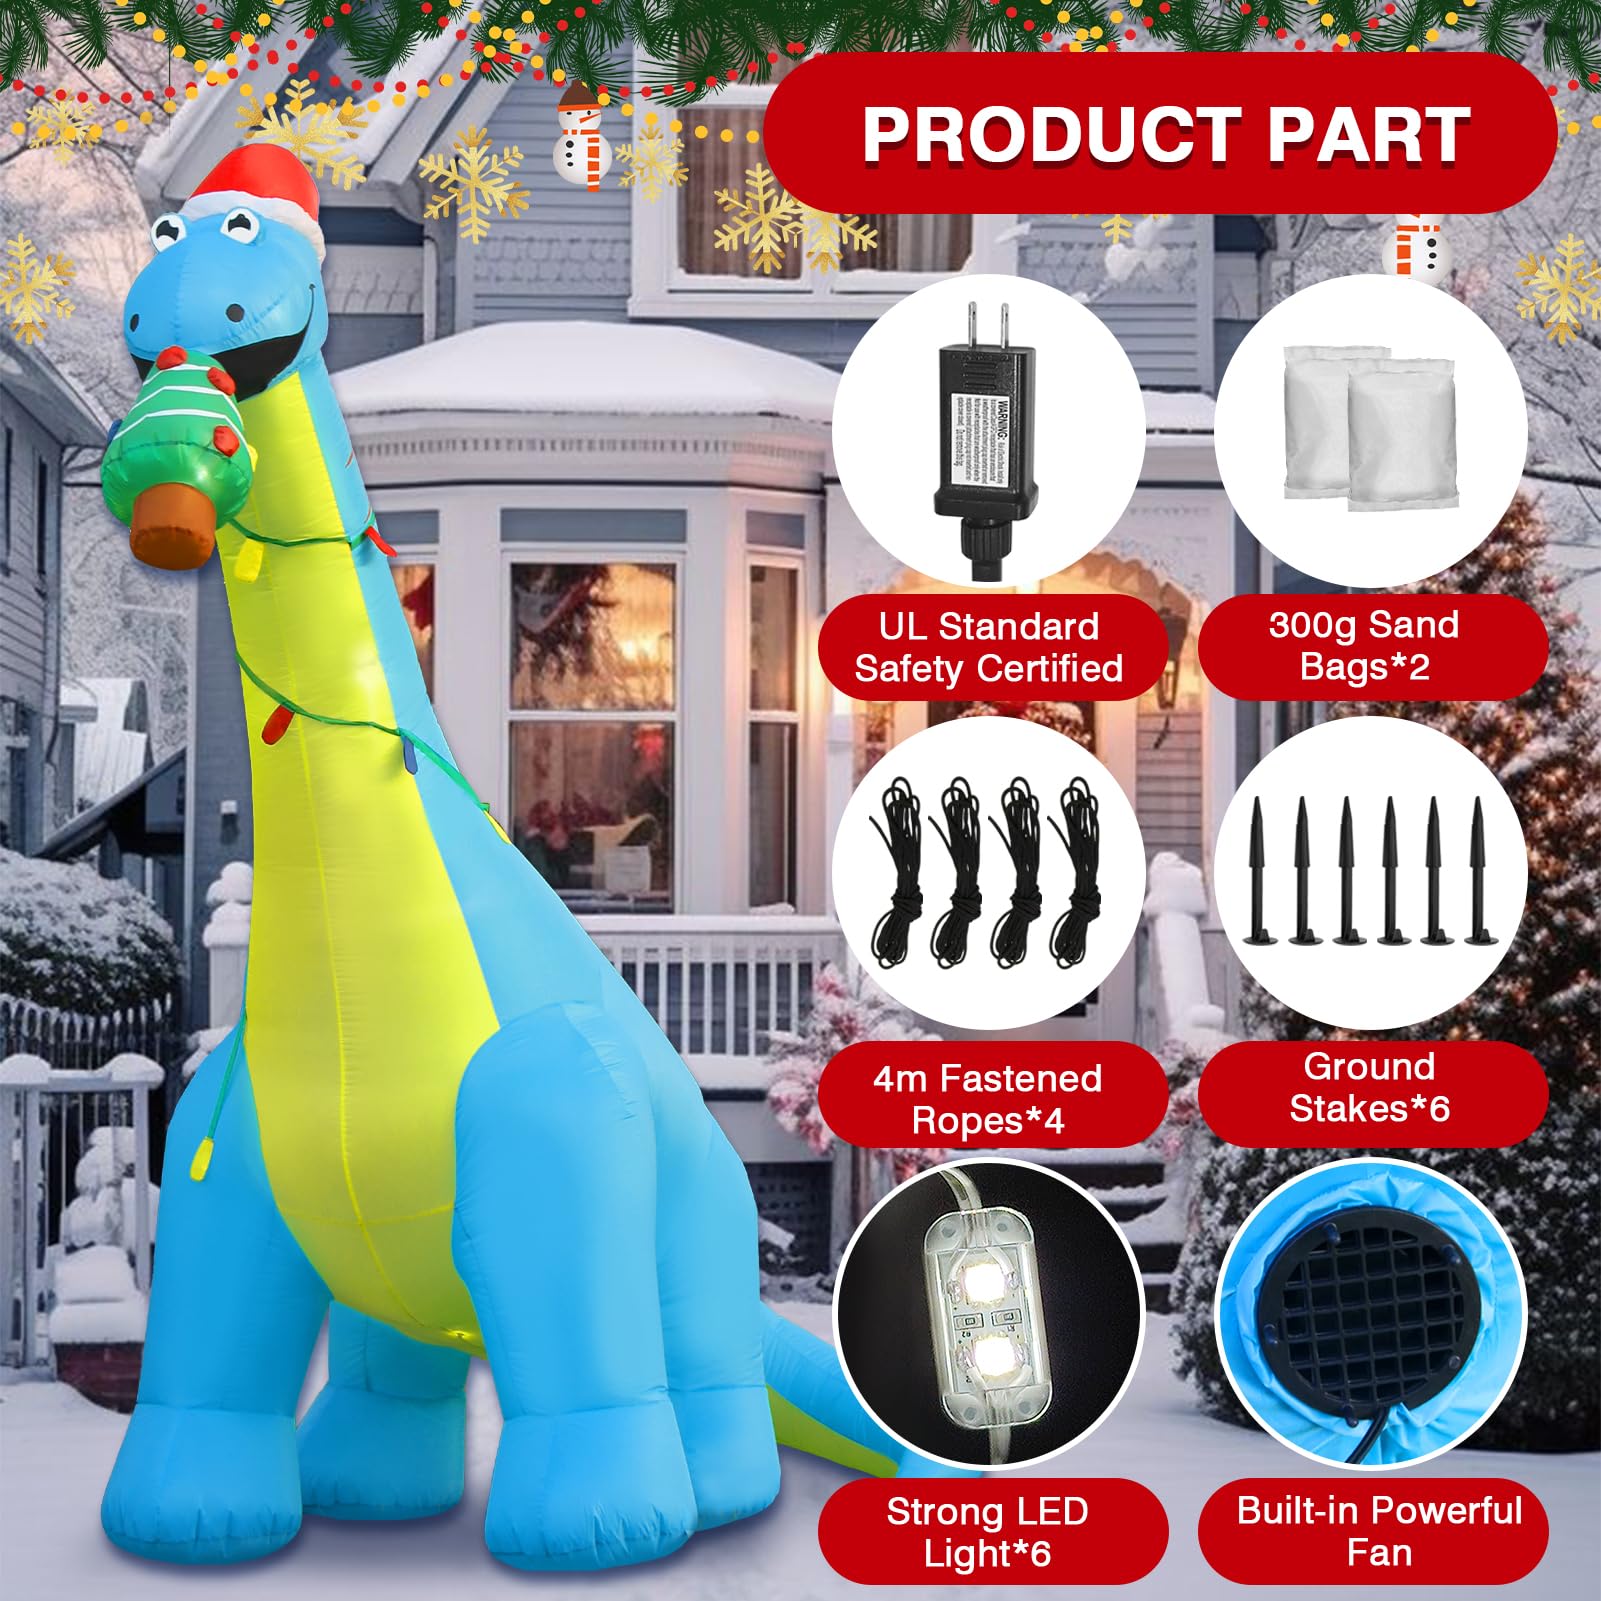 PRODUCT PART
UL Standard
Safety Certified
300g Sand
Bags*2
4m Fastened
Ropes*4
Ground
Stakes*6
Strong LED
Light*6
Built-in Powerful
Fan
WARNING: